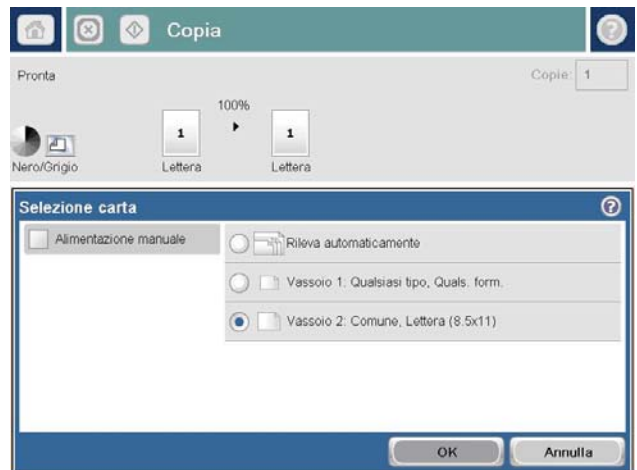 Copia
Pronta
Copie: 1
100%
1
1
Nero/Grigio
Lettera
Lettera
Selezione carta
Alimentazione manuale
Rileva automaticamente
Vassoio 1: Qualsiasi tipo, Quals. form.
Vassoio 2: Comune, Lettera (8.5x11)
OK
Annulla